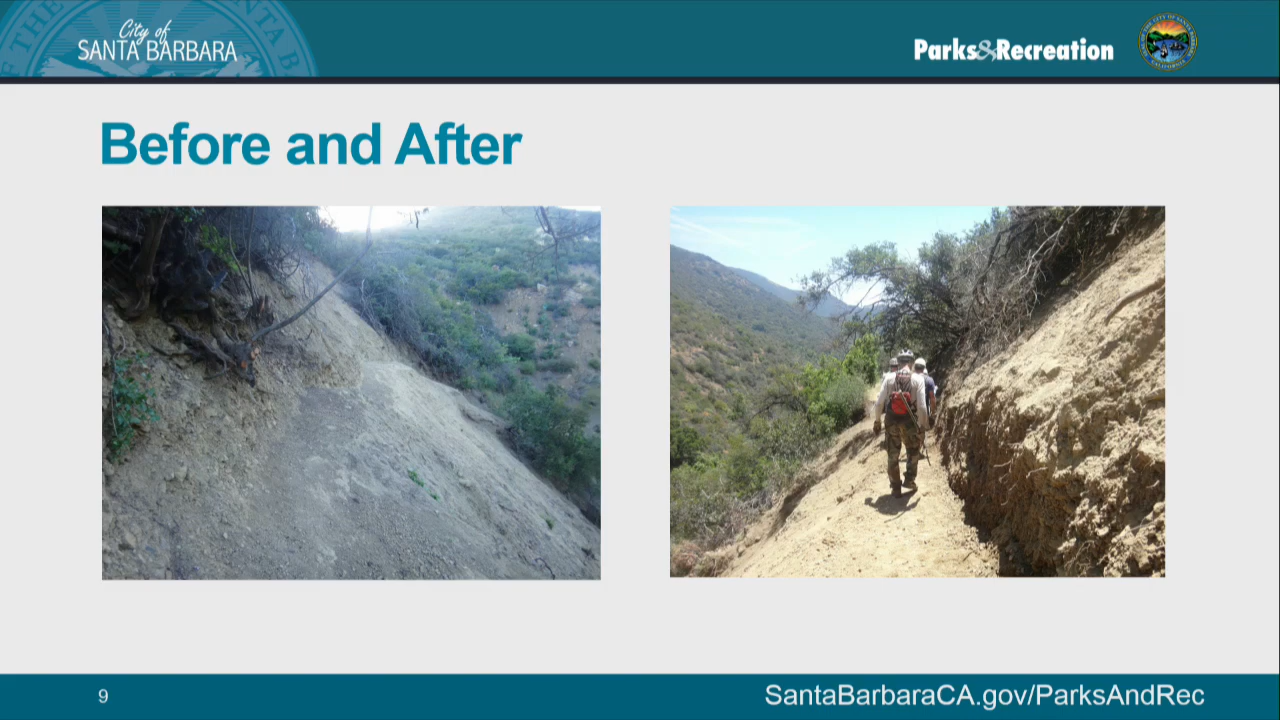 City of
SANTA BARBARA
Parks&Recreation
Before and After
9
SantaBarbaraCA.gov/ParksAndRec